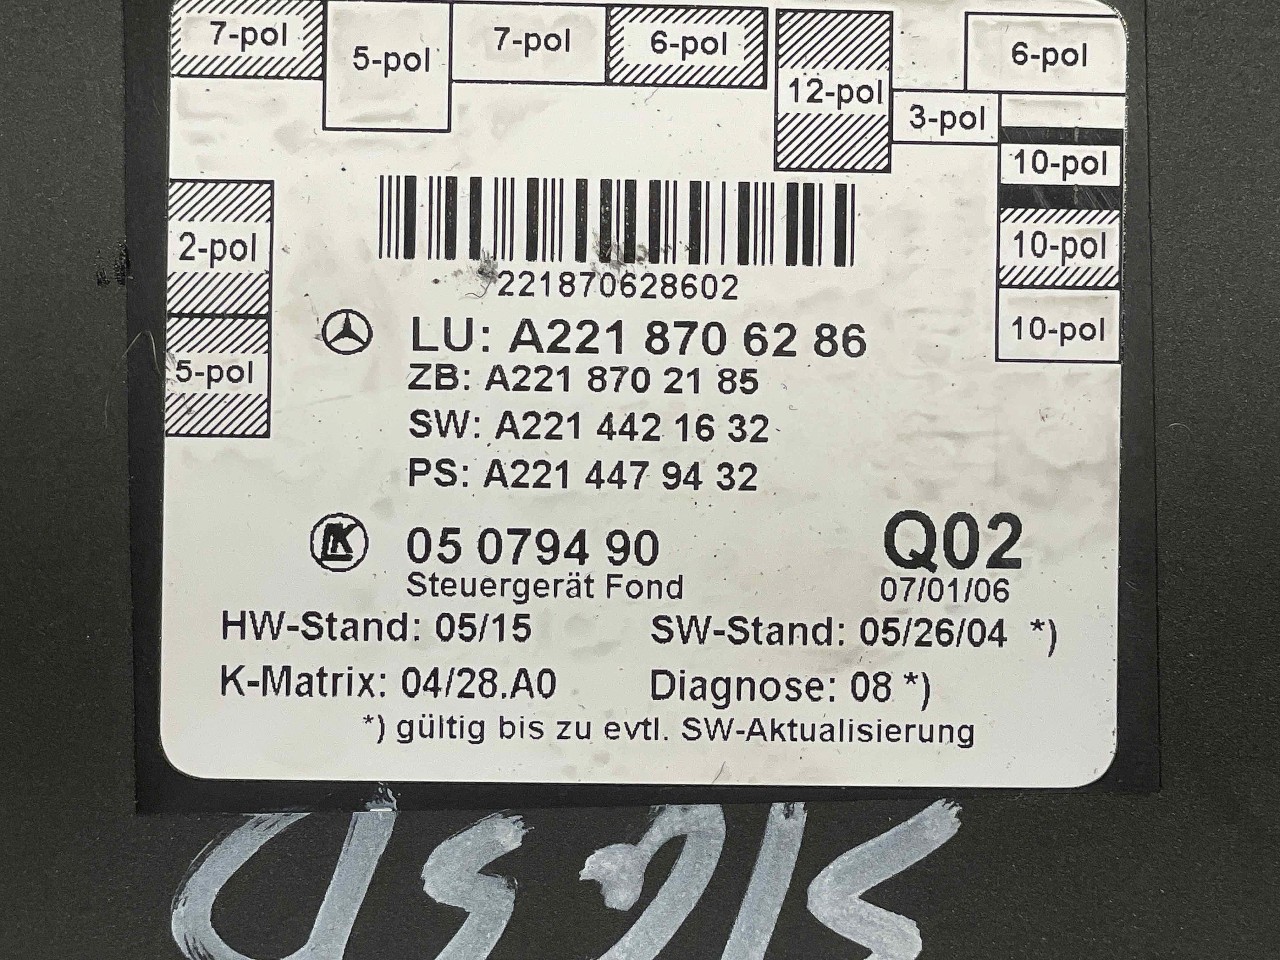 7-pol
5-pol
7-pol
6-pol
12-pol
3-pol
6-pol
10-pol
10-pol
10-pol
2-pol
5-pol
221870628602
LU: A221 870 62 86
ZB: A221 870 21 85
SW: A221 442 16 32
PS: A221 447 94 32
05 0794 90
Q02
Steuergerät Fond
07/01/06
HW-Stand: 05/15
SW-Stand: 05/26/04 *)
K-Matrix: 04/28.A0
Diagnose: 08 *)
*) gültig bis zu evtl. SW-Aktualisierung